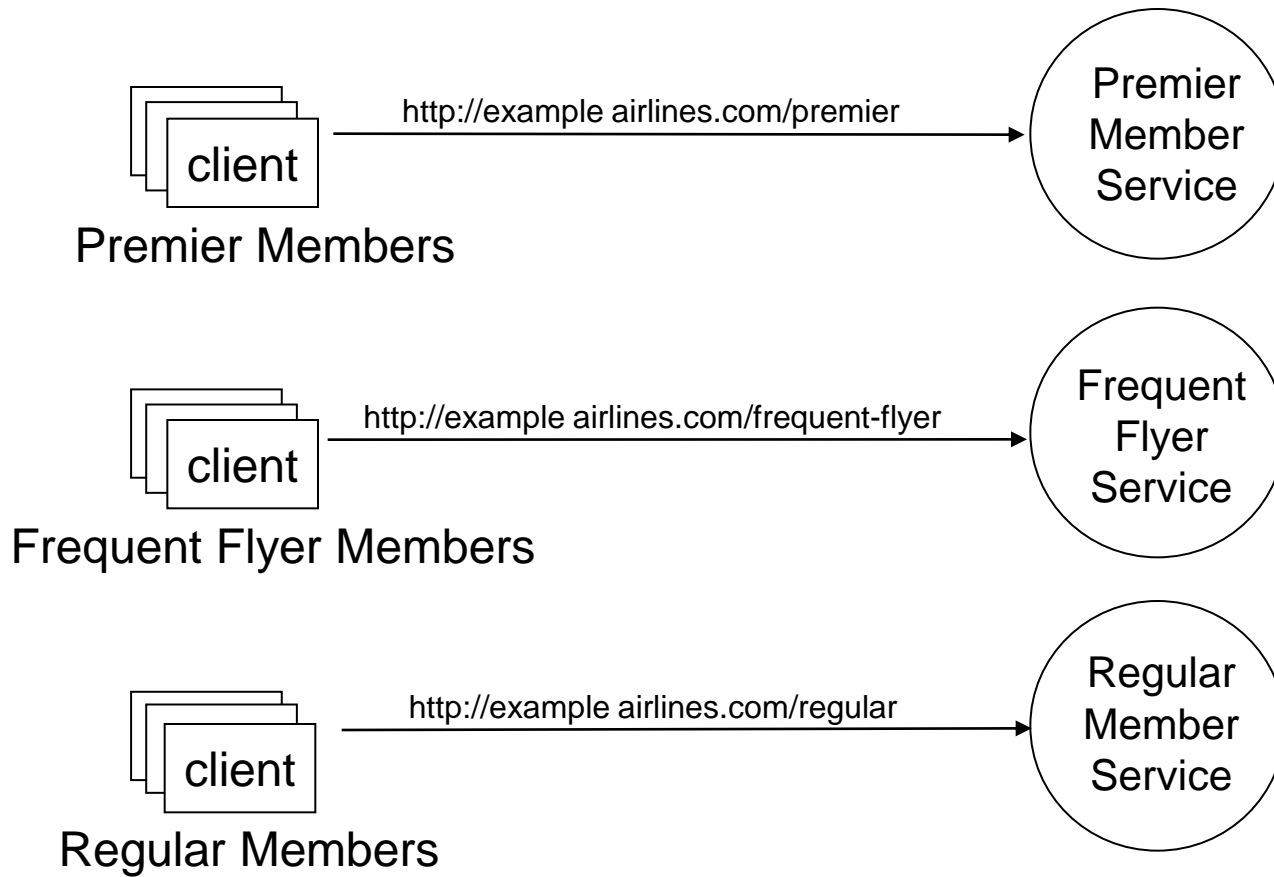 http://example airlines.com/premier
client
Premier Members
Premier
Member
Service
http://example airlines.com/frequent-flyer
client
Frequent Flyer Members
Frequent
Flyer
Service
http://example airlines.com/regular
client
Regular Members
Regular
Member
Service